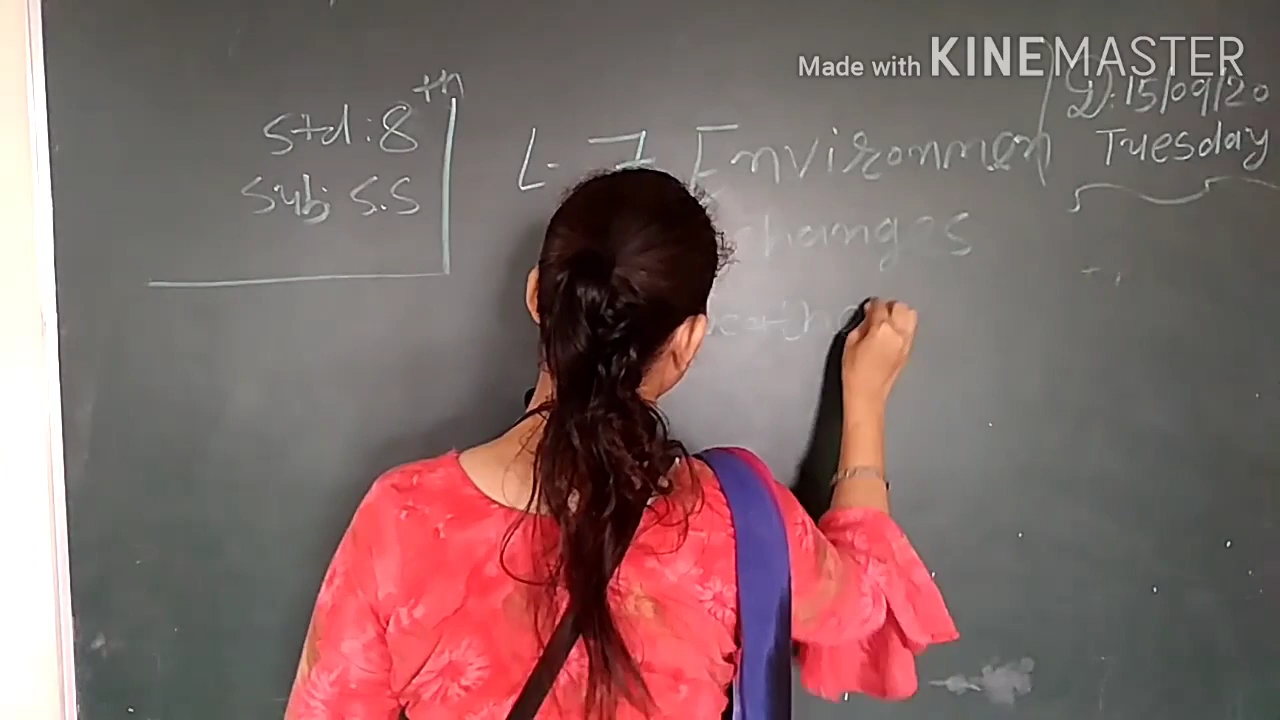 Made with KINEMASTER
Std: 8th
Sub: S.S
L-7 Environmen
changes
D: 15/09/20
Tuesday